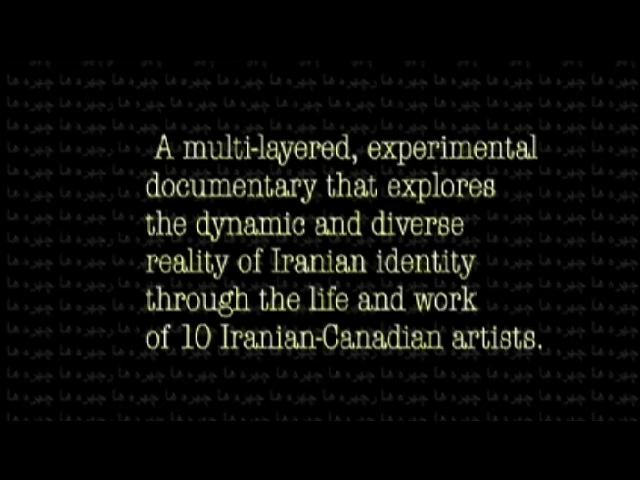 A multi-layered, experimental
documentary that explores
the dynamic and diverse
reality of Iranian identity
through the life and work
of 10 Iranian-Canadian artists.